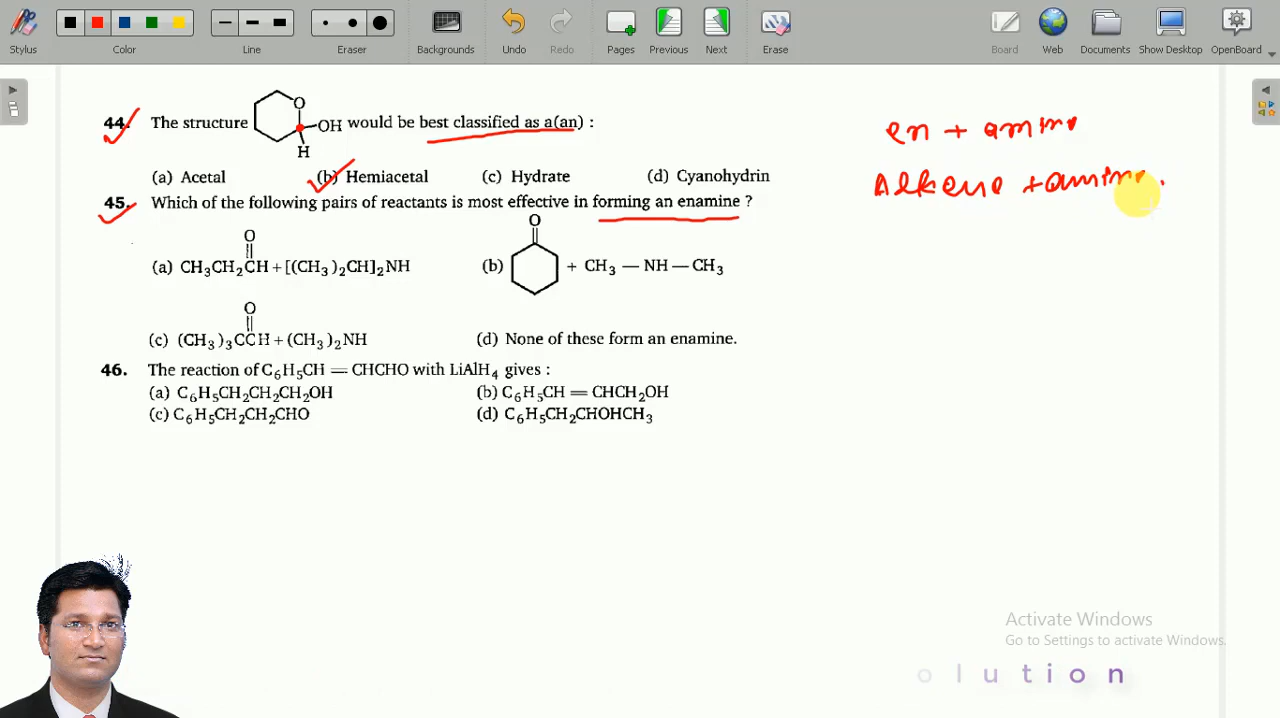 Stylus Color Line Eraser Backgrounds Undo Redo Pages Previous Next Erase Board Web Documents Show Desktop OpenBoard
44. The structure O OH H would be best classified as a(an) :
(a) Acetal (b) Hemiacetal (c) Hydrate (d) Cyanohydrin
45. Which of the following pairs of reactants is most effective in forming an enamine ?
(a) CH₃CH₂CH + [(CH₃)₂CH]₂NH (b) + CH₃ — NH — CH₃
O
O
(c) (CH₃)₃CCH + (CH₃)₂NH (d) None of these form an enamine.
O
46. The reaction of C₆H₅CH = CHCHO with LiAlH₄ gives :
(a) C₆H₅CH₂CH₂CH₂OH (b) C₆H₅CH = CHCH₂OH
(c) C₆H₅CH₂CH₂CHO (d) C₆H₅CH₂CHOHCH₃
en + amine
Alkene + amine.
Activate Windows
Go to Settings to activate Windows.
olution